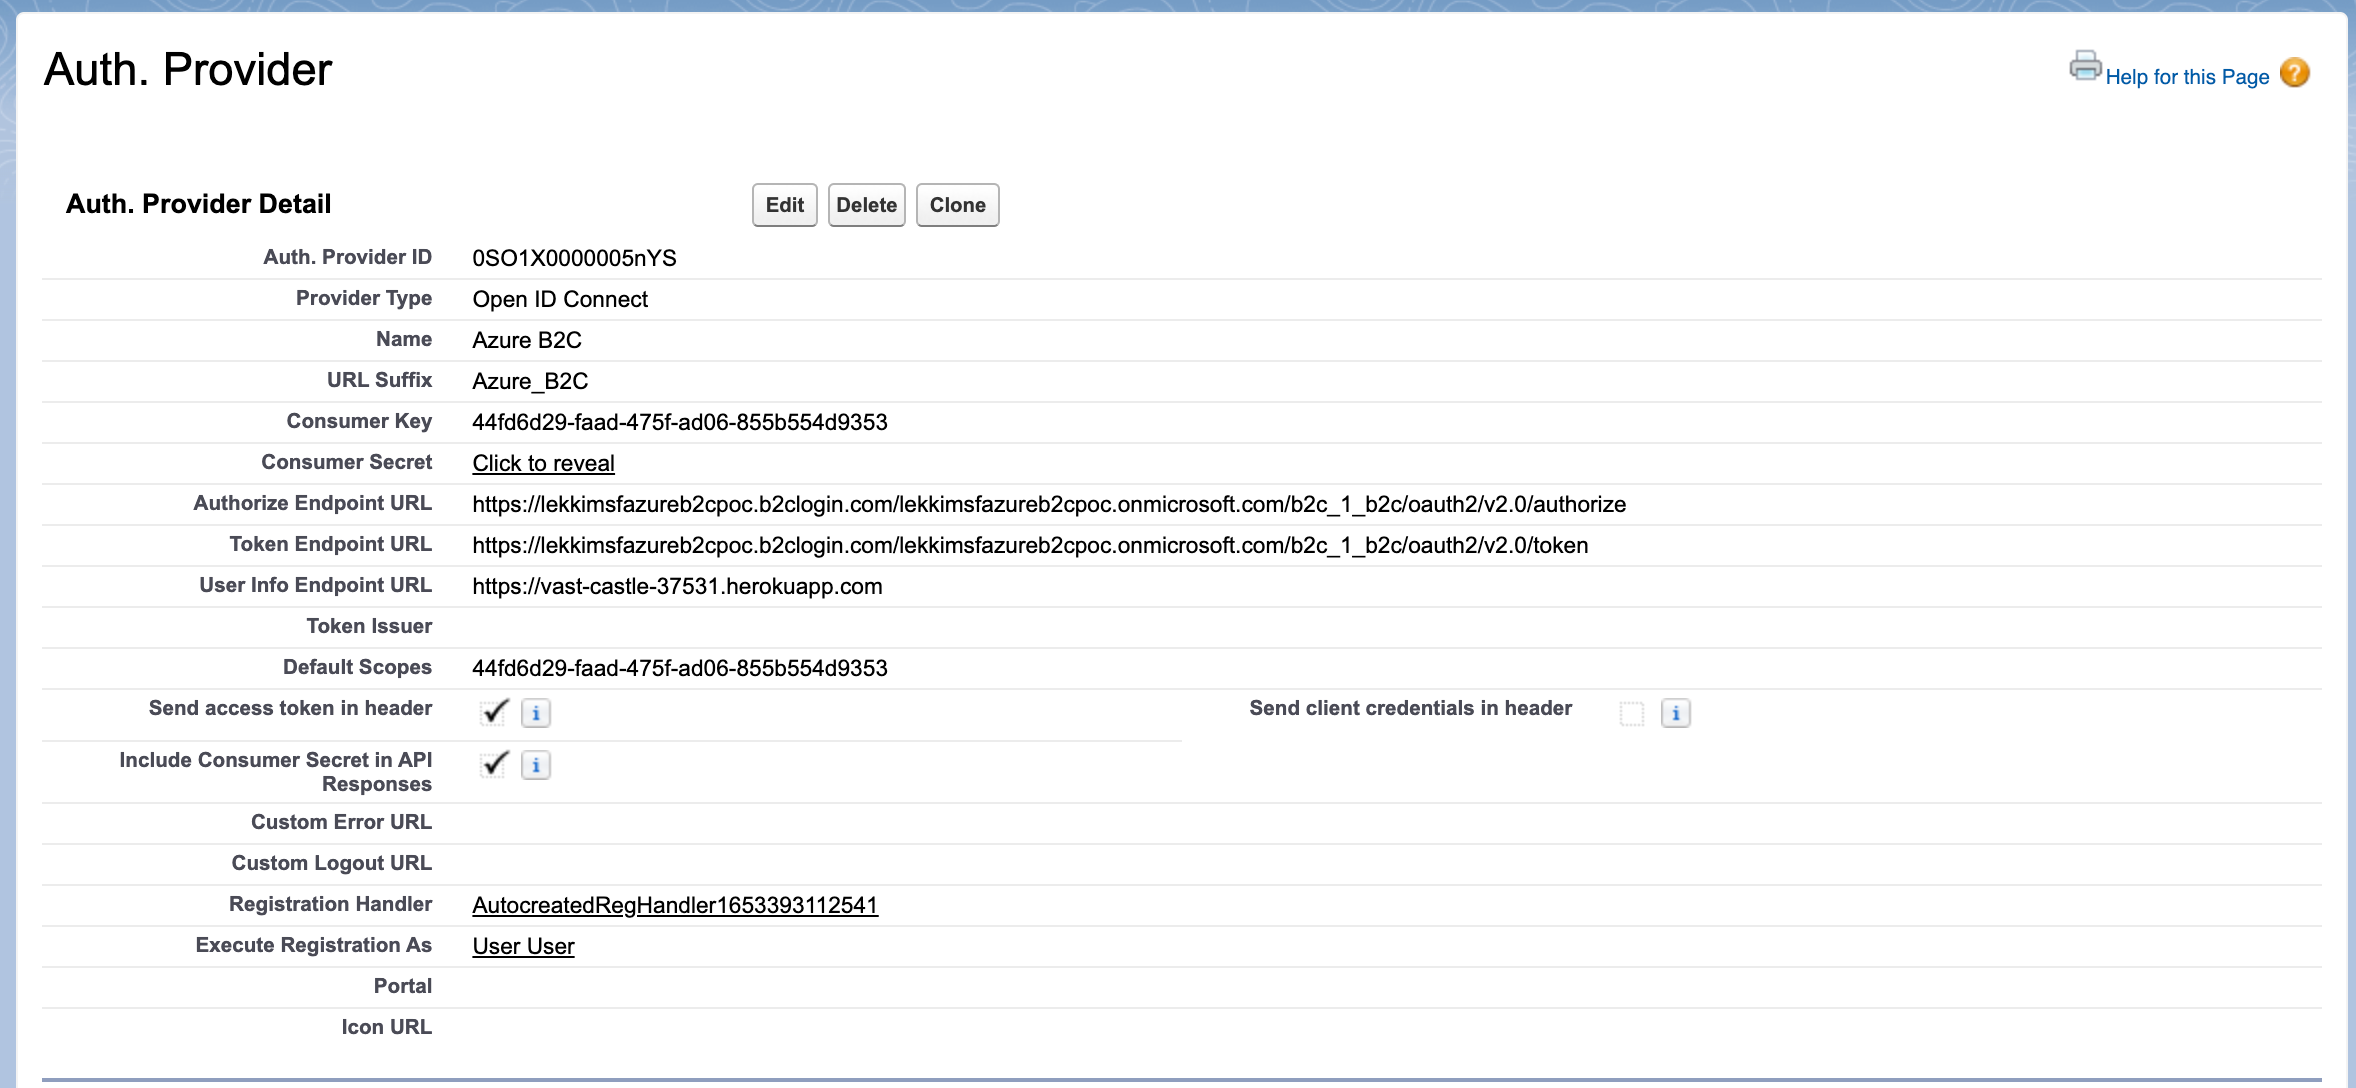 Auth. Provider
Help for this Page ?
Auth. Provider Detail
Edit Delete Clone
Auth. Provider ID 0SO1X0000005nYS
Provider Type Open ID Connect
Name Azure B2C
URL Suffix Azure_B2C
Consumer Key 44fd6d29-faad-475f-ad06-855b554d9353
Consumer Secret Click to reveal
Authorize Endpoint URL https://lekkimsfazureb2cpoc.b2clogin.com/lekkimsfazureb2cpoc.onmicrosoft.com/b2c_1_b2c/oauth2/v2.0/authorize
Token Endpoint URL https://lekkimsfazureb2cpoc.b2clogin.com/lekkimsfazureb2cpoc.onmicrosoft.com/b2c_1_b2c/oauth2/v2.0/token
User Info Endpoint URL https://vast-castle-37531.herokuapp.com
Token Issuer
Default Scopes 44fd6d29-faad-475f-ad06-855b554d9353
Send access token in header i Send client credentials in header i
Include Consumer Secret in API i
Responses
Custom Error URL
Custom Logout URL
Registration Handler AutocreatedRegHandler1653393112541
Execute Registration As User User
Portal
Icon URL